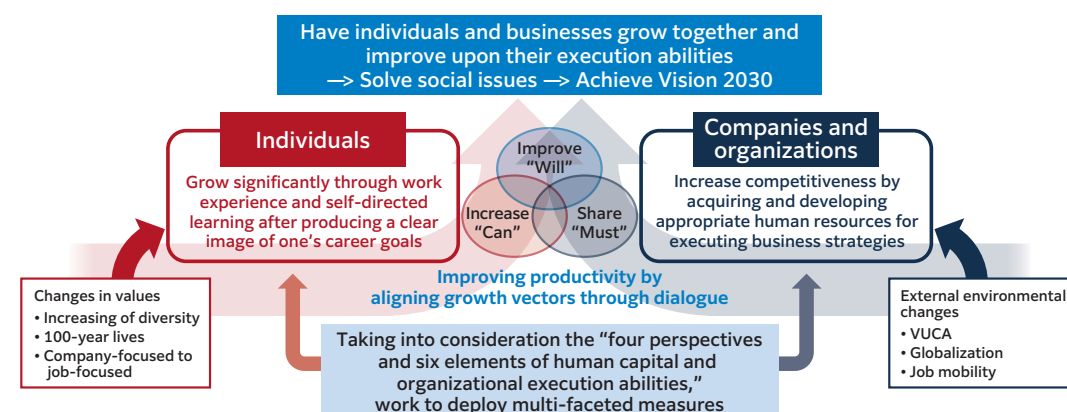 Have individuals and businesses grow together and
improve upon their execution abilities
—> Solve social issues —> Achieve Vision 2030
Individuals
Grow significantly through work
experience and self-directed
learning after producing a clear
image of one’s career goals
Improve
“Will”
Increase
“Can”
Share
“Must”
Companies and
organizations
Increase competitiveness by
acquiring and developing
appropriate human resources for
executing business strategies
Improving productivity by
aligning growth vectors through dialogue
Changes in values
• Increasing of diversity
• 100-year lives
• Company-focused to
job-focused
Taking into consideration the “four perspectives
and six elements of human capital and
organizational execution abilities,”
work to deploy multi-faceted measures
External environmental
changes
• VUCA
• Globalization
• Job mobility